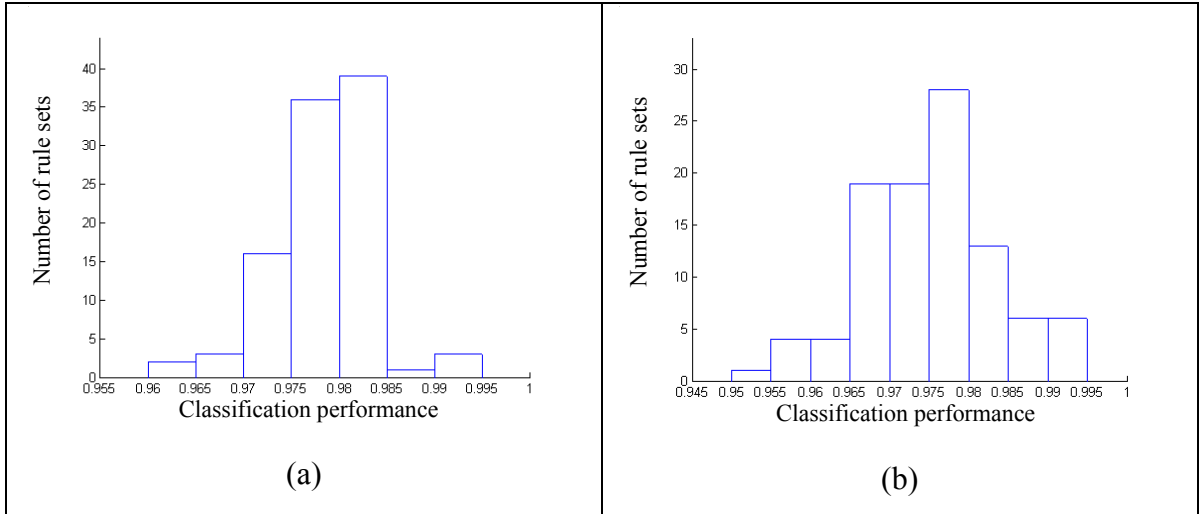 40
35
30
25
20
15
10
5
0
Number of rule sets
0.955 0.96 0.965 0.97 0.975 0.98 0.985 0.99 0.995 1
Classification performance
(a)
30
25
20
15
10
5
0
Number of rule sets
0.945 0.95 0.955 0.96 0.965 0.97 0.975 0.98 0.985 0.99 0.995 1
Classification performance
(b)